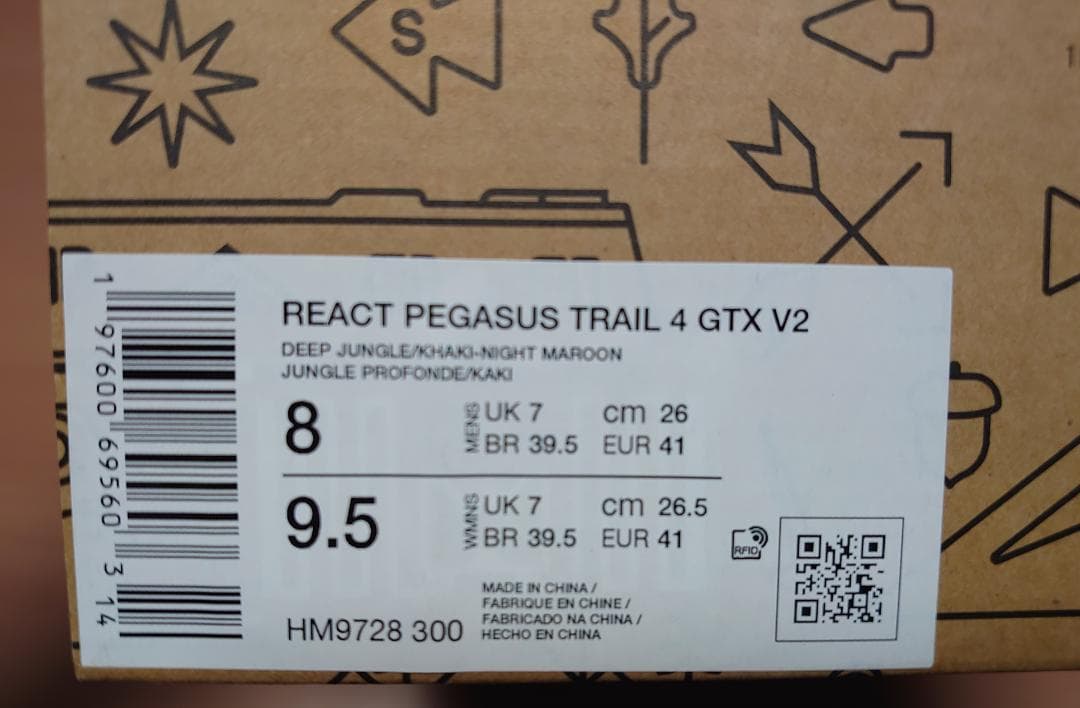 S
REACT PEGASUS TRAIL 4 GTX V2
DEEP JUNGLE/KHAKI-NIGHT MAROON
JUNGLE PROFONDE/KAKI
8
MENS
UK 7 cm 26
BR 39.5 EUR 41
9.5
WMNS
UK 7 cm 26.5
BR 39.5 EUR 41
RFID
MADE IN CHINA /
FABRIQUE EN CHINE /
FABRICADO NA CHINA /
HECHO EN CHINA
HM9728 300
1 97600 69560 3 14